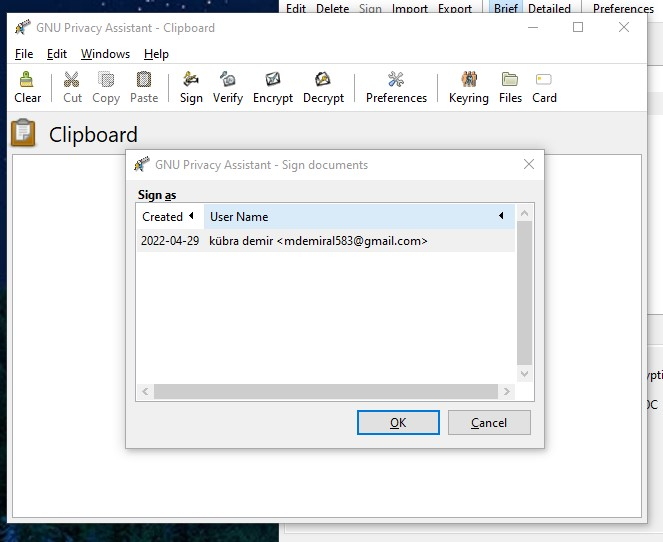 Edit Delete Sign Import Export Brief Detailed Preferences
GNU Privacy Assistant - Clipboard
File Edit Windows Help
Clear Cut Copy Paste Sign Verify Encrypt Decrypt Preferences Keyring Files Card
Clipboard
GNU Privacy Assistant - Sign documents
Sign as
Created User Name
2022-04-29 kübra demir <mdemiral583@gmail.com>
OK Cancel